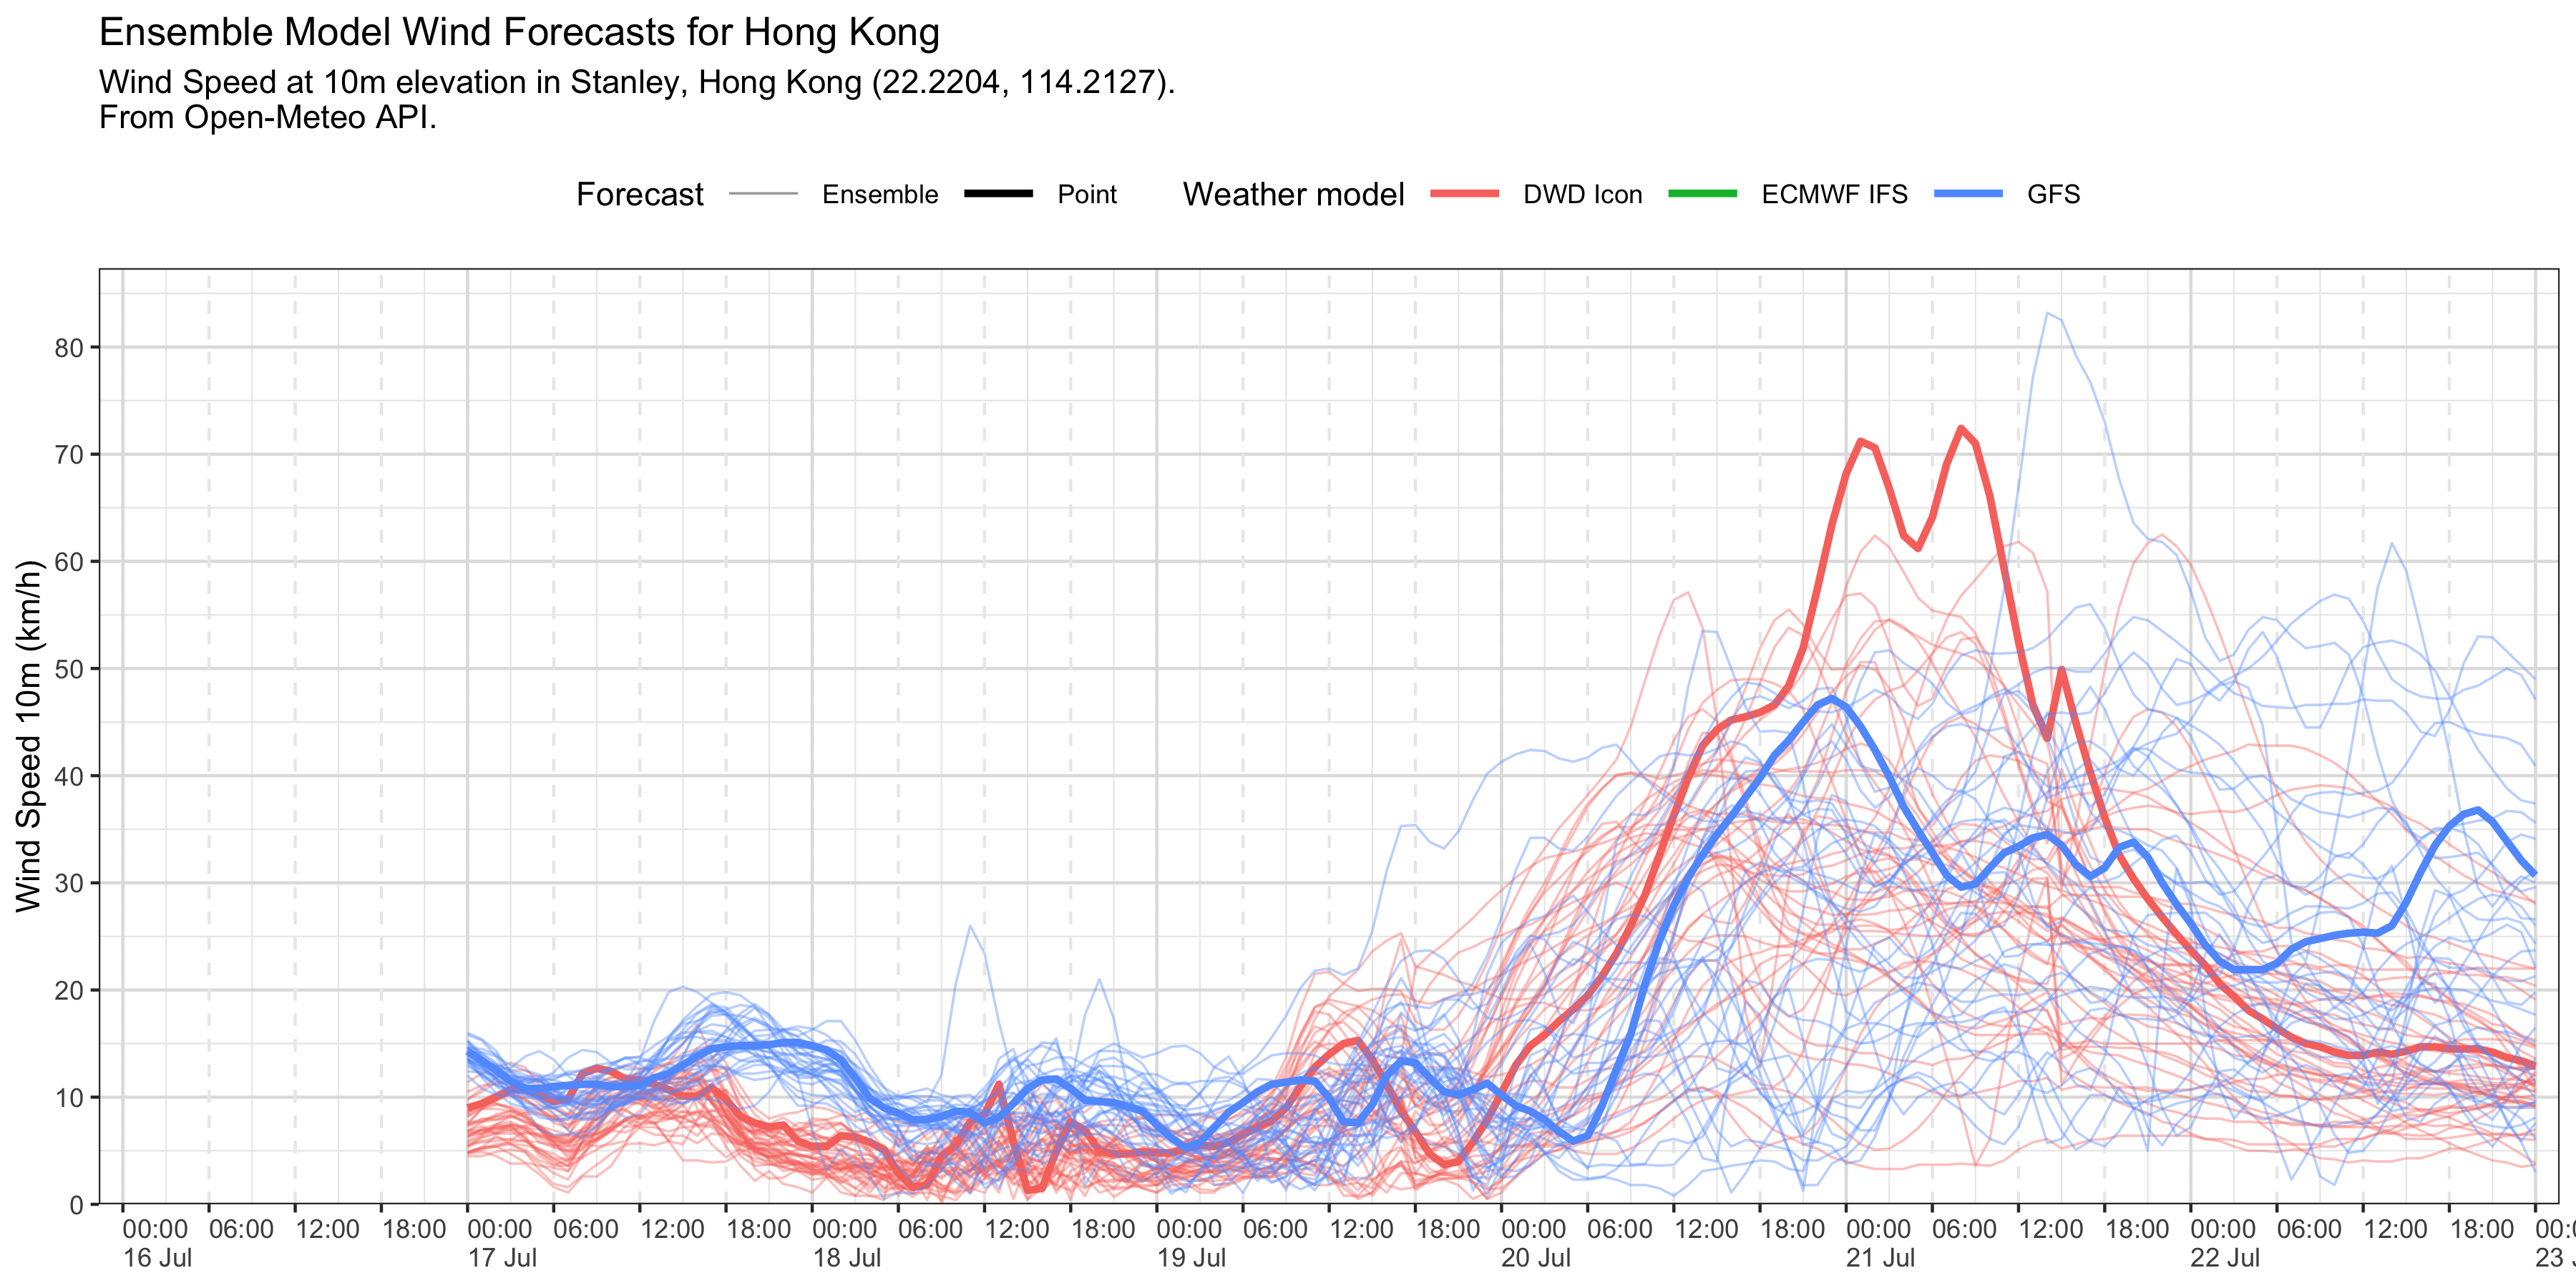 Ensemble Model Wind Forecasts for Hong Kong
Wind Speed at 10m elevation in Stanley, Hong Kong (22.2204, 114.2127).
From Open-Meteo API.
Forecast Ensemble Point Weather model DWD Icon ECMWF IFS GFS
Wind Speed 10m (km/h)
80
70
60
50
40
30
20
10
0
00:00 06:00 12:00 18:00 00:00 06:00 12:00 18:00 00:00 06:00 12:00 18:00 00:00 06:00 12:00 18:00 00:00 06:00 12:00 18:00 00:00 06:00 12:00 18:00 00:00 06:00 12:00 18:00 00:0
16 Jul 17 Jul 18 Jul 19 Jul 20 Jul 21 Jul 22 Jul 23